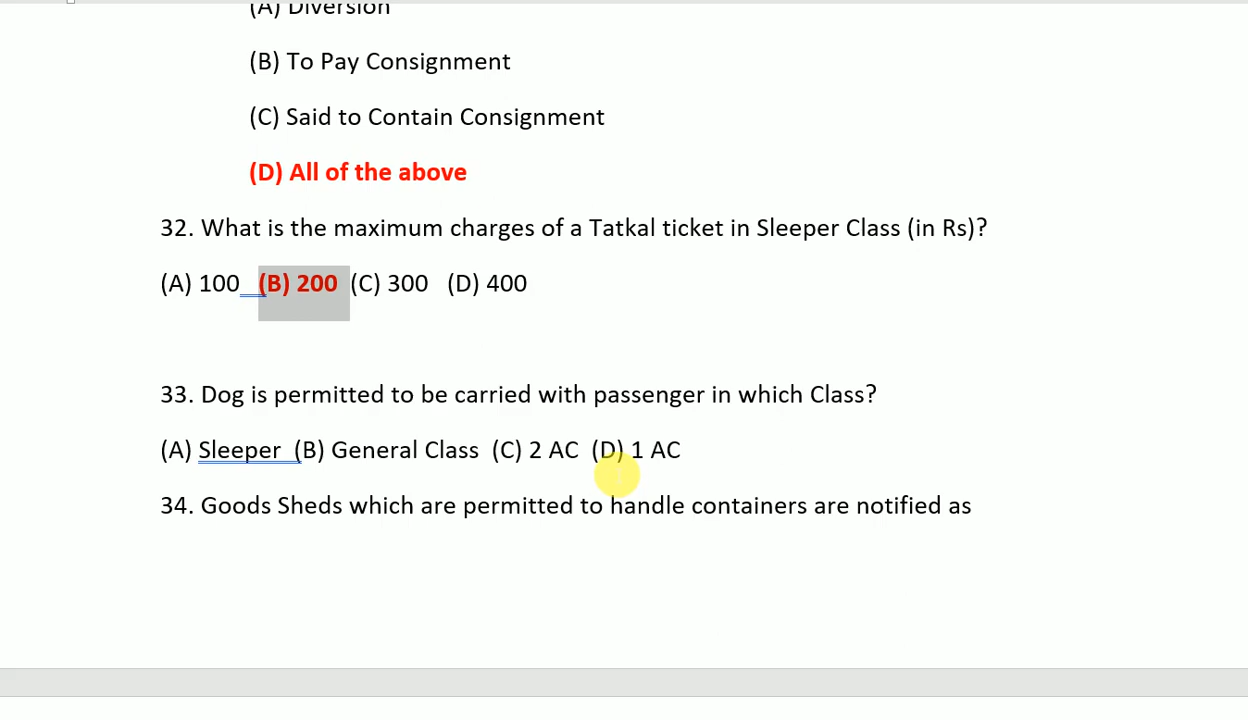 (A) Diversion
(B) To Pay Consignment
(C) Said to Contain Consignment
(D) All of the above
32. What is the maximum charges of a Tatkal ticket in Sleeper Class (in Rs)?
(A) 100 (B) 200 (C) 300 (D) 400
33. Dog is permitted to be carried with passenger in which Class?
(A) Sleeper (B) General Class (C) 2 AC (D) 1 AC
34. Goods Sheds which are permitted to handle containers are notified as